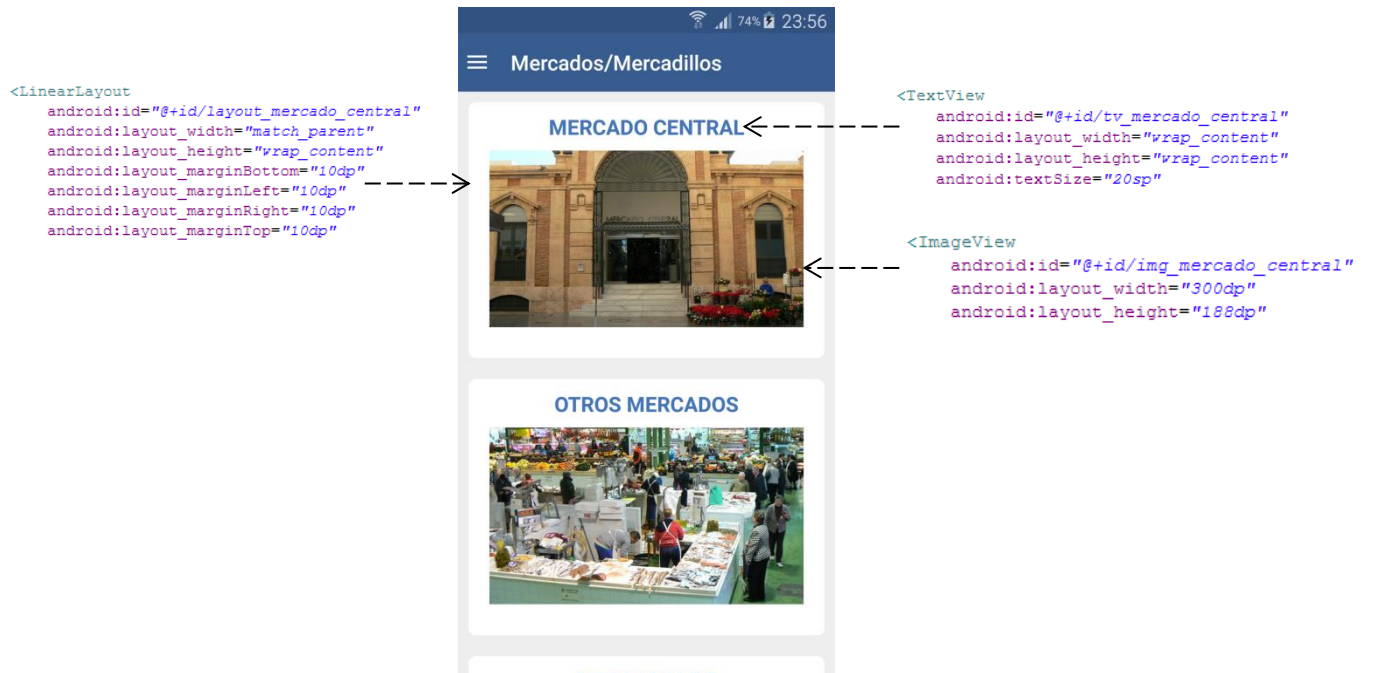 74% 23:56
Mercados/Mercadillos
<LinearLayout
android:id="@+id/layout_mercado_central"
android:layout_width="match_parent"
android:layout_height="wrap_content"
android:layout_marginBottom="10dp"
android:layout_marginLeft="10dp"
android:layout_marginRight="10dp"
android:layout_marginTop="10dp"
MERCADO CENTRAL
MERCADO CENTRAL
<TextView
android:id="@+id/tv_mercado_central"
android:layout_width="wrap_content"
android:layout_height="wrap_content"
android:textSize="20sp"
<ImageView
android:id="@+id/img_mercado_central"
android:layout_width="300dp"
android:layout_height="188dp"
OTROS MERCADOS